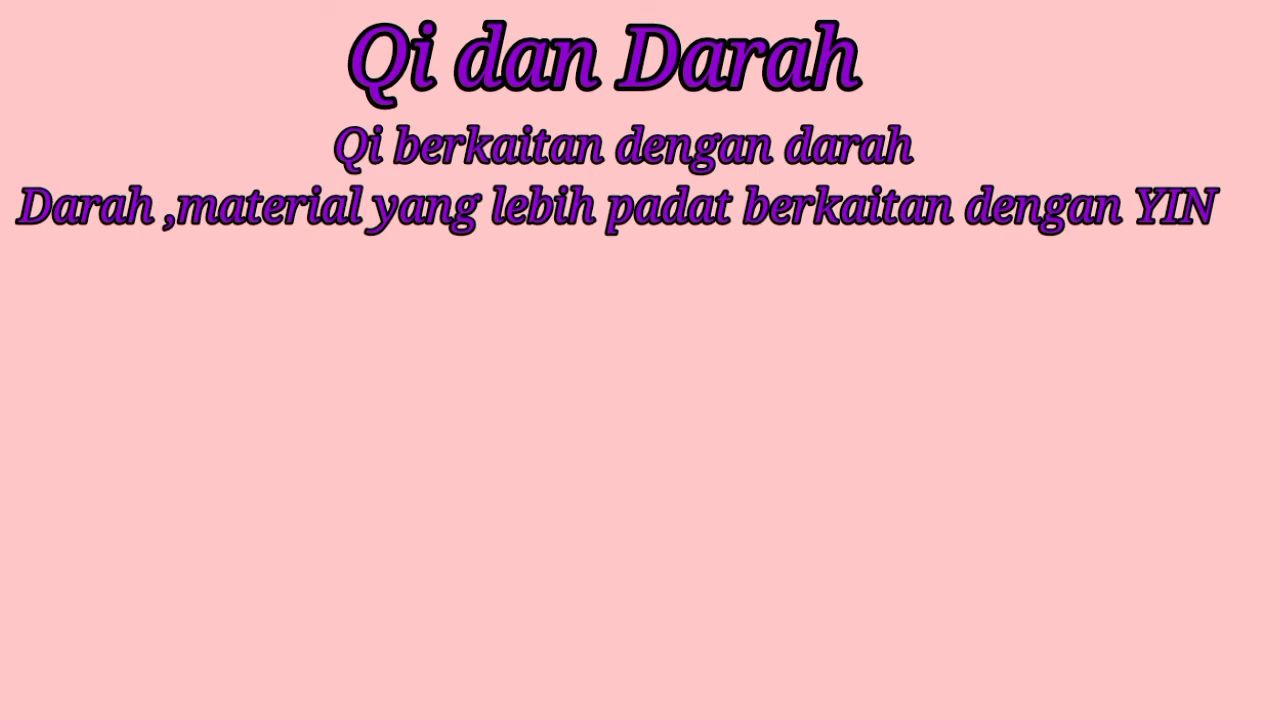 Qi dan Darah
Qi berkaitan dengan darah
Darah ,material yang lebih padat berkaitan dengan YIN